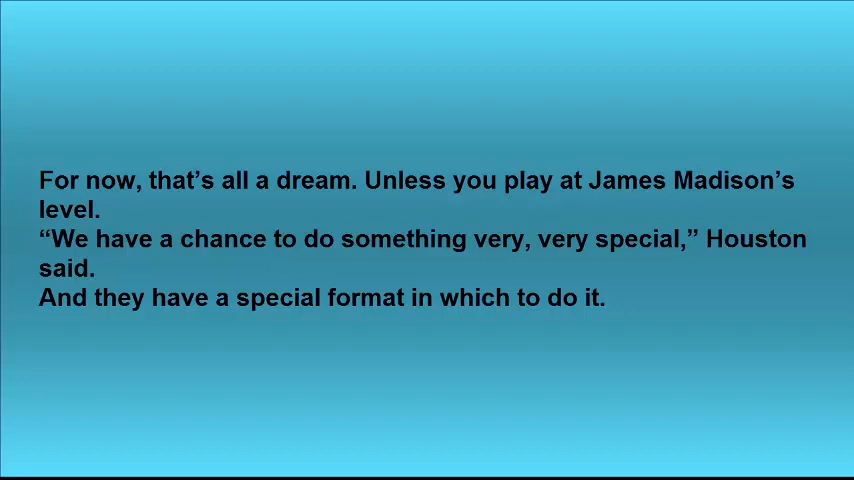 For now, that’s all a dream. Unless you play at James Madison’s
level.
“We have a chance to do something very, very special,” Houston
said.
And they have a special format in which to do it.